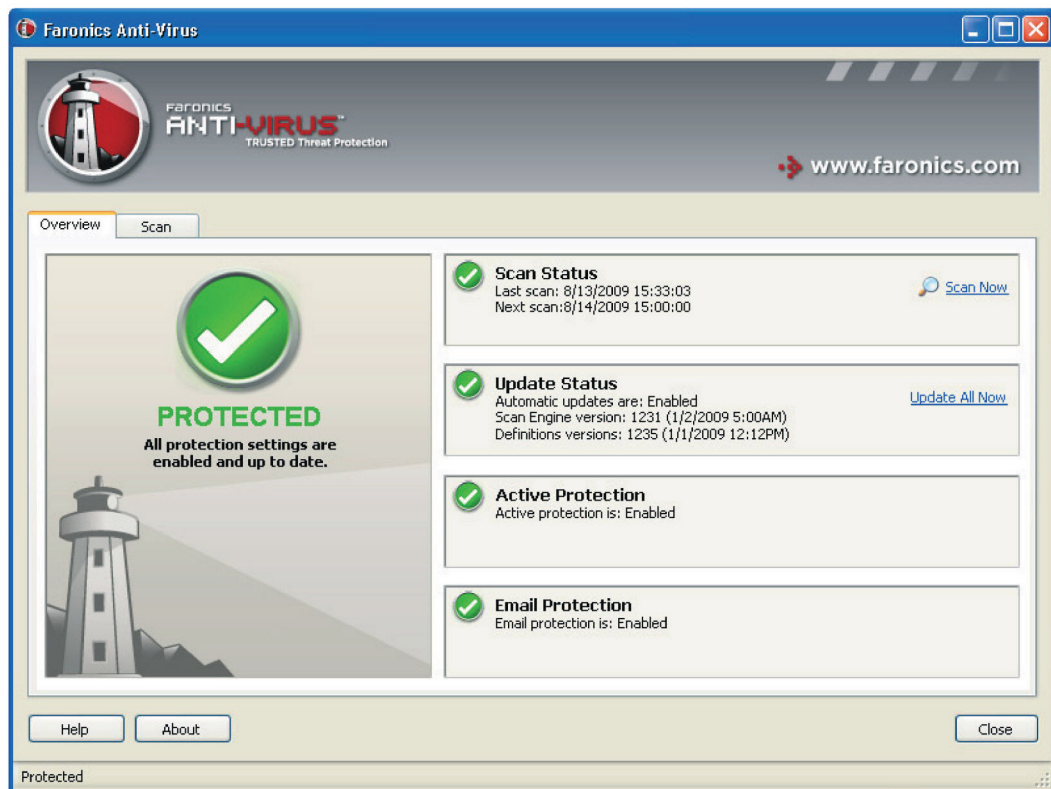 Faronics Anti-Virus
Faronics
ANTI-VIRUS™
TRUSTED Threat Protection
www.faronics.com
Overview
Scan
PROTECTED
All protection settings are
enabled and up to date.
Scan Status
Last scan: 8/13/2009 15:33:03
Next scan:8/14/2009 15:00:00
Scan Now
Update Status
Automatic updates are: Enabled
Scan Engine version: 1231 (1/2/2009 5:00AM)
Definitions versions: 1235 (1/1/2009 12:12PM)
Update All Now
Active Protection
Active protection is: Enabled
Email Protection
Email protection is: Enabled
Help
About
Close
Protected